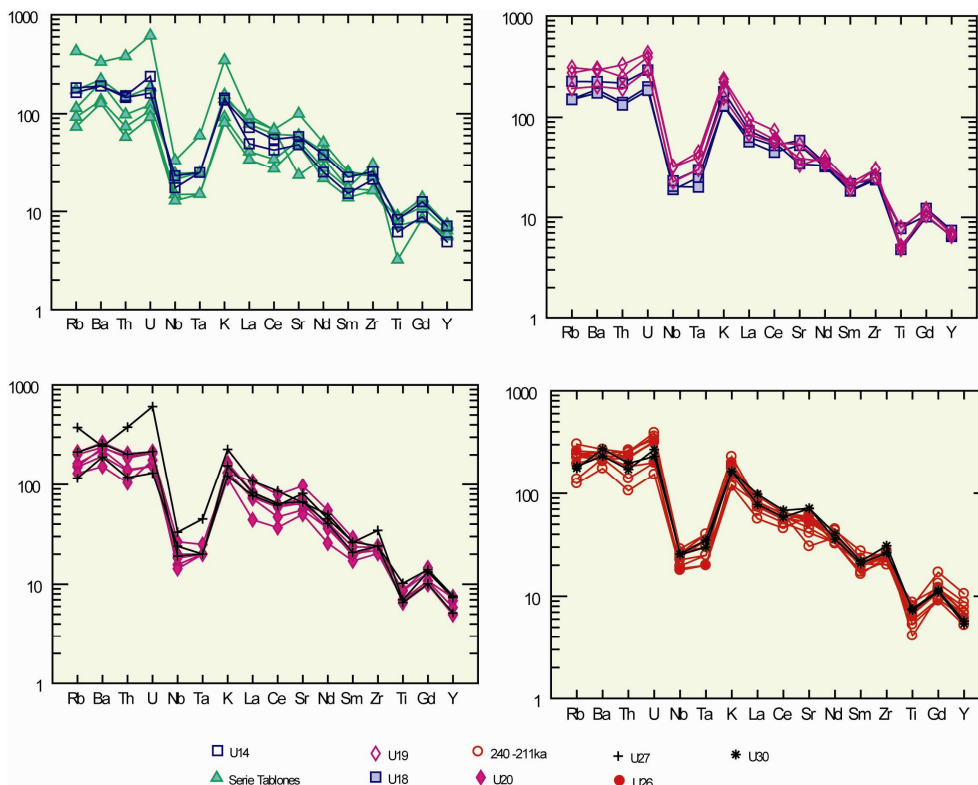 1000
100
10
1
Rb Ba Th U Nb Ta K La Ce Sr Nd Sm Zr Ti Gd Y
1000
100
10
1
Rb Ba Th U Nb Ta K La Ce Sr Nd Sm Zr Ti Gd Y
1000
100
10
1
Rb Ba Th U Nb Ta K La Ce Sr Nd Sm Zr Ti Gd Y
1000
100
10
1
Rb Ba Th U Nb Ta K La Ce Sr Nd Sm Zr Ti Gd Y
U14 U19 240 -211ka U27 U30
Serie Tablones U18 U20 U26